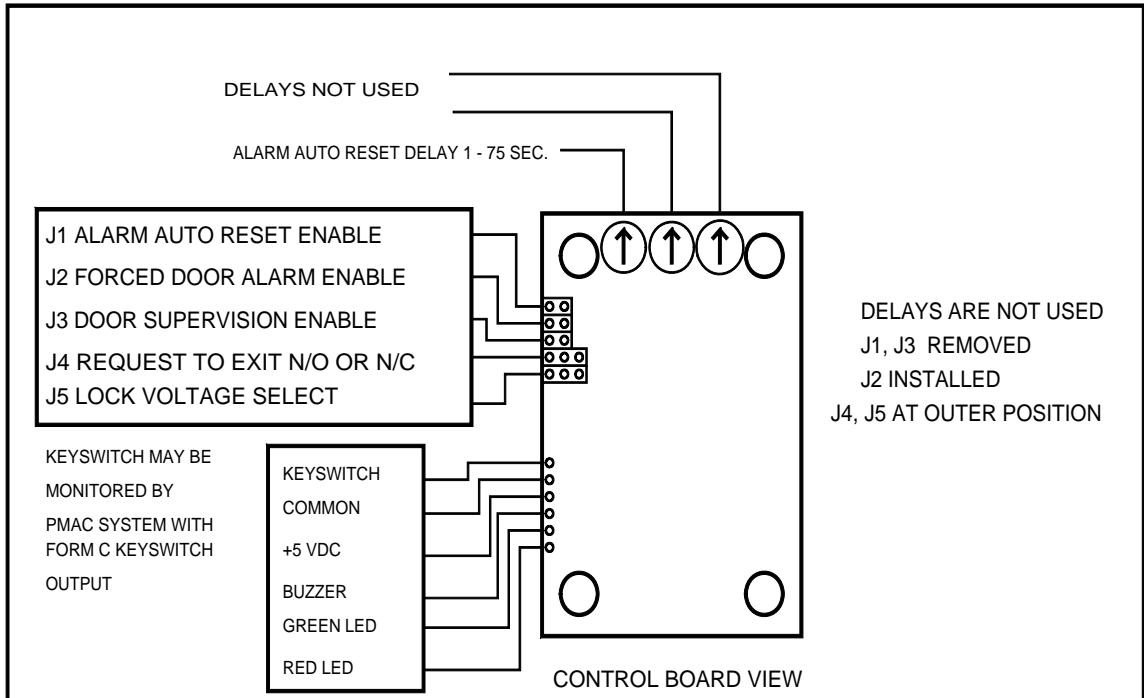 DELAYS NOT USED
ALARM AUTO RESET DELAY 1 - 75 SEC.
J1 ALARM AUTO RESET ENABLE
J2 FORCED DOOR ALARM ENABLE
J3 DOOR SUPERVISION ENABLE
J4 REQUEST TO EXIT N/O OR N/C
J5 LOCK VOLTAGE SELECT
DELAYS ARE NOT USED
J1, J3 REMOVED
J2 INSTALLED
J4, J5 AT OUTER POSITION
KEYSWITCH MAY BE
MONITORED BY
PMAC SYSTEM WITH
FORM C KEYSWITCH
OUTPUT
KEYSWITCH
COMMON
+5 VDC
BUZZER
GREEN LED
RED LED
CONTROL BOARD VIEW